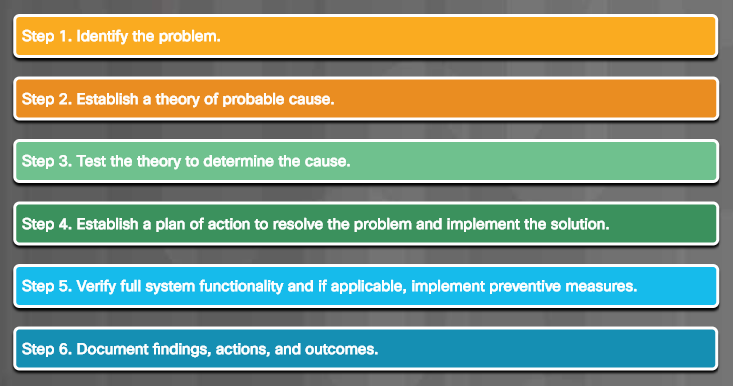 Step 1. Identify the problem.
Step 2. Establish a theory of probable cause.
Step 3. Test the theory to determine the cause.
Step 4. Establish a plan of action to resolve the problem and implement the solution.
Step 5. Verify full system functionality and if applicable, implement preventive measures.
Step 6. Document findings, actions, and outcomes.